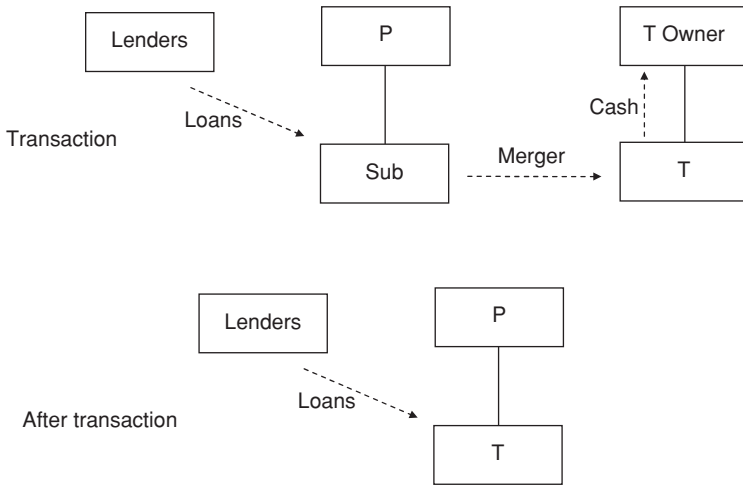 Lenders
P
T Owner
Loans
Cash
Transaction
Sub
Merger
T
Lenders
P
Loans
After transaction
T